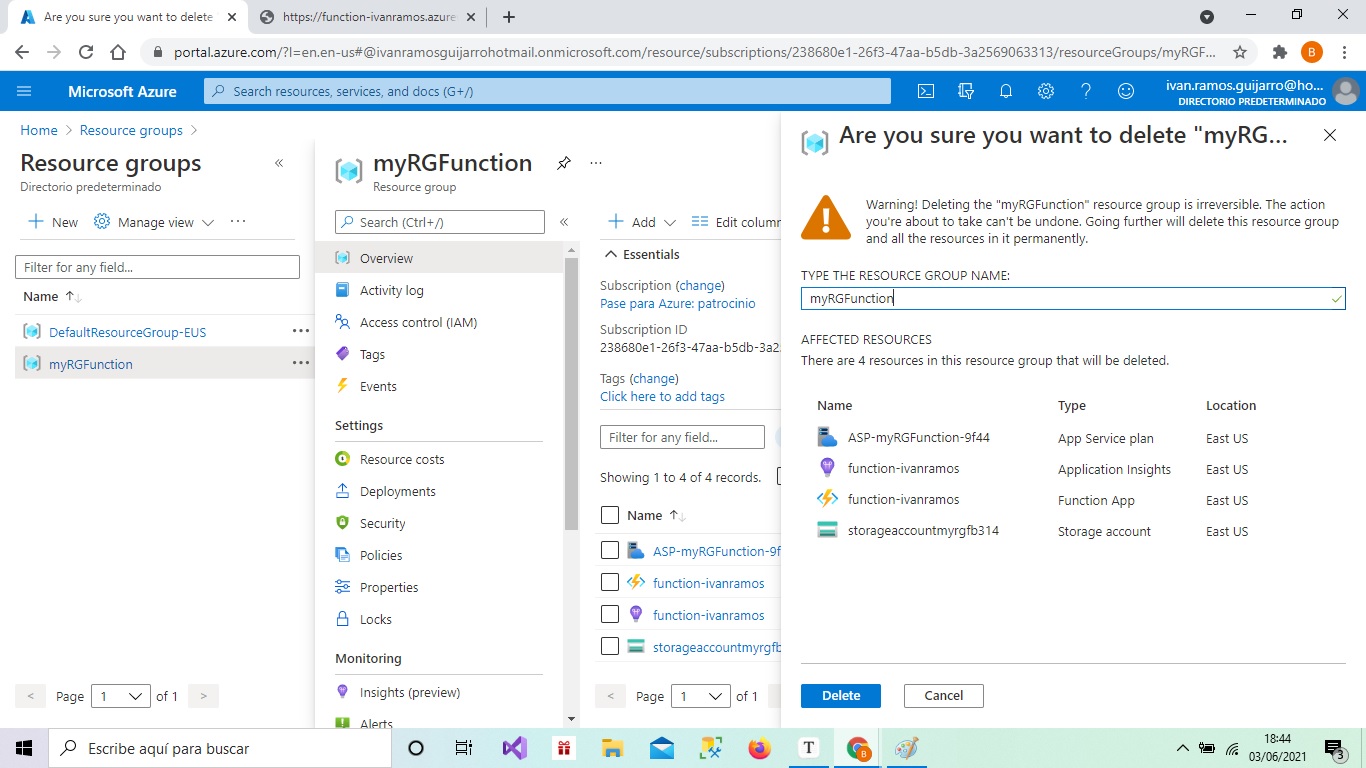 Are you sure you want to delete
https://function-ivanramos.azure
portal.azure.com/?l=en.en-us#@ivanramosguijarrohotmail.onmicrosoft.com/resource/subscriptions/238680e1-26f3-47aa-b5db-3a2569063313/resourceGroups/myRGF...
B
Microsoft Azure
Search resources, services, and docs (G+/)
ivan.ramos.guijarro@ho...
DIRECTORIO PREDETERMINADO
Home > Resource groups >
Resource groups
Directorio predeterminado
New
Manage view
...
Filter for any field...
Name
DefaultResourceGroup-EUS
...
myRGFunction
...
< Page 1 of 1 >
myRGFunction
...
Resource group
Search (Ctrl+/)
Overview
Activity log
Access control (IAM)
Tags
Events
Settings
Resource costs
Deployments
Security
Policies
Properties
Locks
Monitoring
Insights (preview)
Alerts
Add
Edit column
Essentials
Subscription (change)
Pase para Azure: patrocinio
Subscription ID
238680e1-26f3-47aa-b5db-3a2
Tags (change)
Click here to add tags
Filter for any field...
Showing 1 to 4 of 4 records.
Name
ASP-myRGFunction-9f
function-ivanramos
function-ivanramos
storageaccountmyrgfb
< Page 1 of 1
Are you sure you want to delete "myRG...
Warning! Deleting the "myRGFunction" resource group is irreversible. The action
you're about to take can't be undone. Going further will delete this resource group
and all the resources in it permanently.
TYPE THE RESOURCE GROUP NAME:
myRGFunction
AFFECTED RESOURCES
There are 4 resources in this resource group that will be deleted.
Name Type Location
ASP-myRGFunction-9f44 App Service plan East US
function-ivanramos Application Insights East US
function-ivanramos Function App East US
storageaccountmyrgfb314 Storage account East US
Delete
Cancel
Escribe aquí para buscar
T
B
18:44
03/06/2021
3